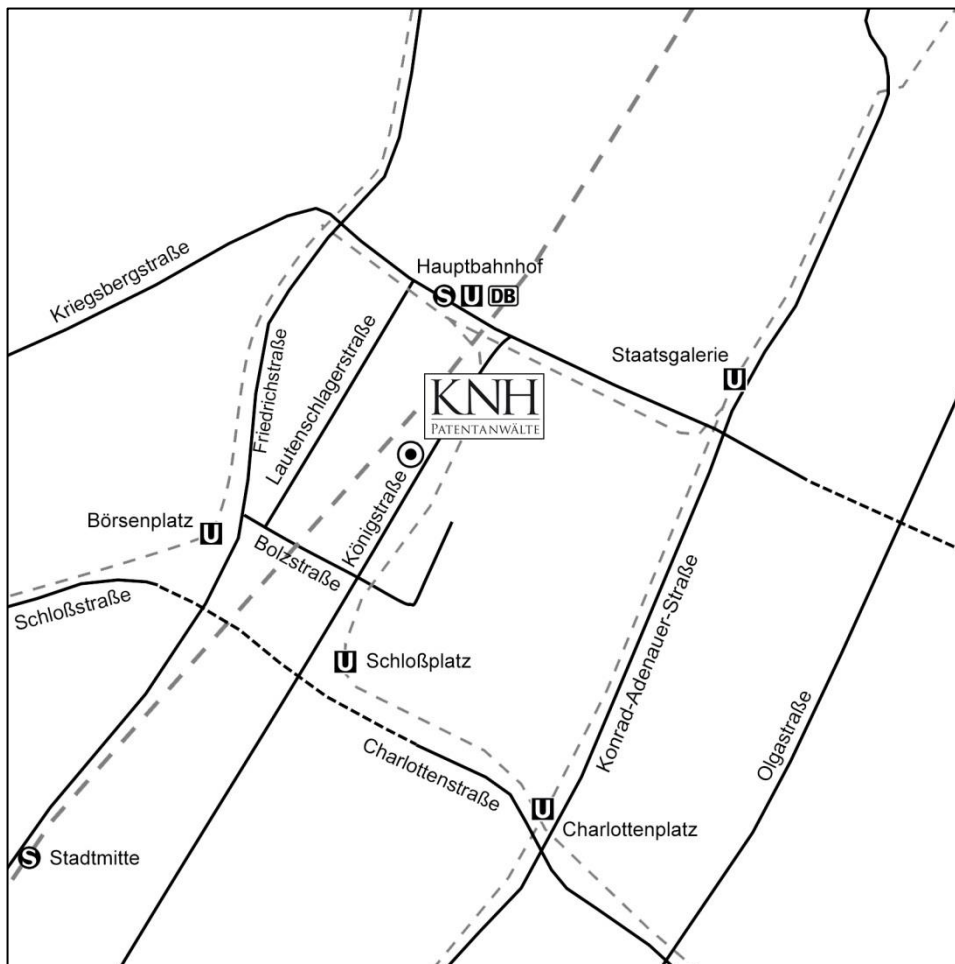 Kriegsbergstraße
Hauptbahnhof
S U DB
Friedrichstraße
Lautenschlagerstraße
Staatsgalerie
U
KNH
PATENTANWÄLTE
Königstraße
Börsenplatz
U
Bolzstraße
Schloßstraße
U Schloßplatz
Konrad-Adenauer-Straße
Olgastraße
Charlottenstraße
U
Charlottenplatz
S Stadtmitte